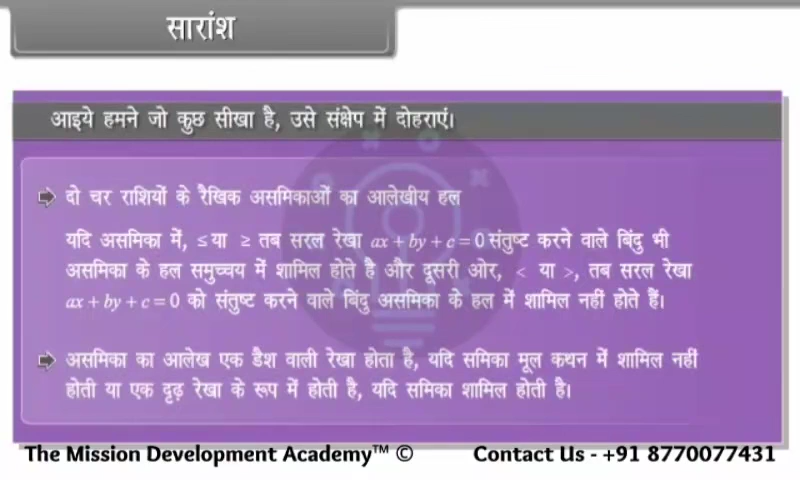 सारांश
आइये हमने जो कुछ सीखा है, उसे संक्षेप में दोहराएं।
दो चर राशियों के रैखिक असमिकाओं का आलेखीय हल
यदि असमिका में, ≤ या ≥ तब सरल रेखा ax + by + c = 0 संतुष्ट करने वाले बिंदु भी
असमिका के हल समुच्चय में शामिल होते है और दूसरी ओर, < या >, तब सरल रेखा
ax + by + c = 0 को संतुष्ट करने वाले बिंदु असमिका के हल में शामिल नहीं होते हैं।
असमिका का आलेख एक डैश वाली रेखा होता है, यदि समिका मूल कथन में शामिल नहीं
होती या एक दृढ़ रेखा के रूप में होती है, यदि समिका शामिल होती है।
The Mission Development Academy™ © Contact Us - +91 8770077431